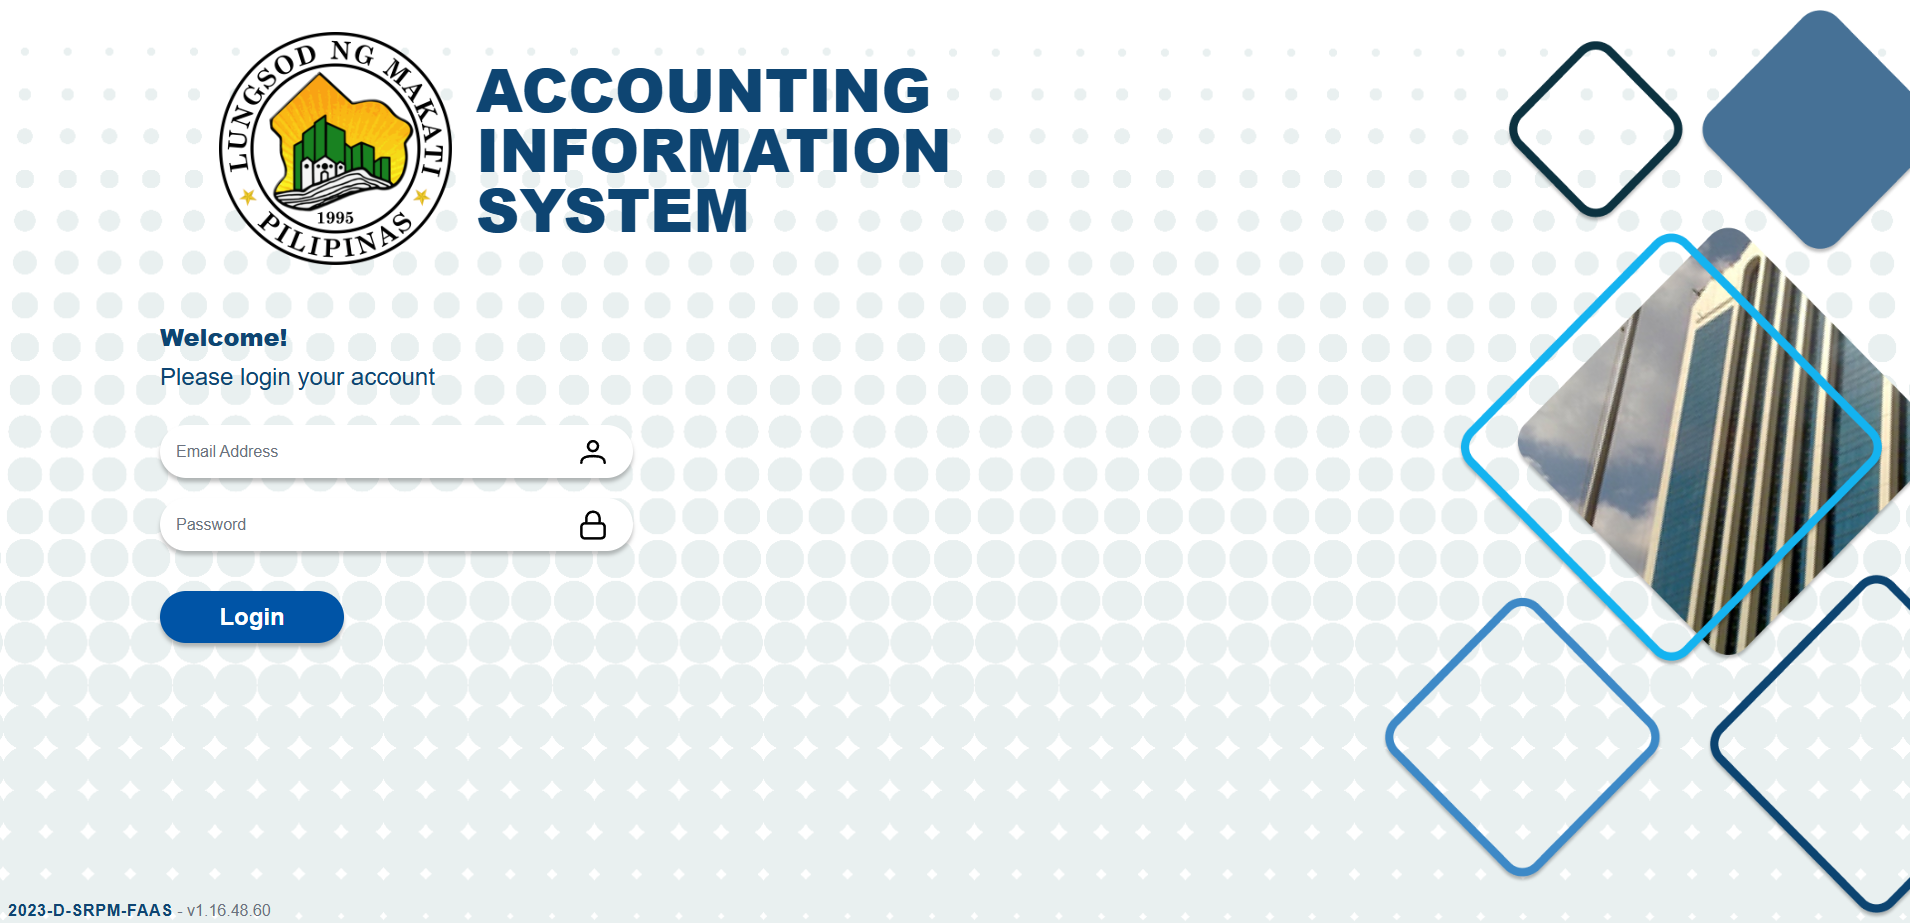 LUNGSOD NG MAKATI
1995
PILIPINAS
ACCOUNTING
INFORMATION
SYSTEM
Welcome!
Please login your account
Email Address
Password
Login
2023-D-SRPM-FAAS - v1.16.48.60